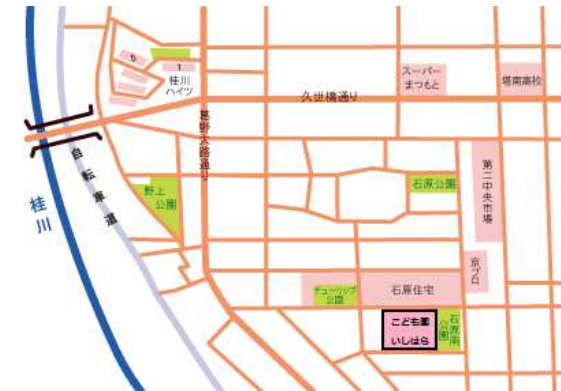 6
1
桂川
ハイツ
スーパー
まつもと
塔南高校
久世橋通り
葛野大路通り
自転車道
桂川
野上
公園
石原公園
第二中央市場
京プロ
チューリップ
公園
石原住宅
こども園
いしはら
石原南
公園